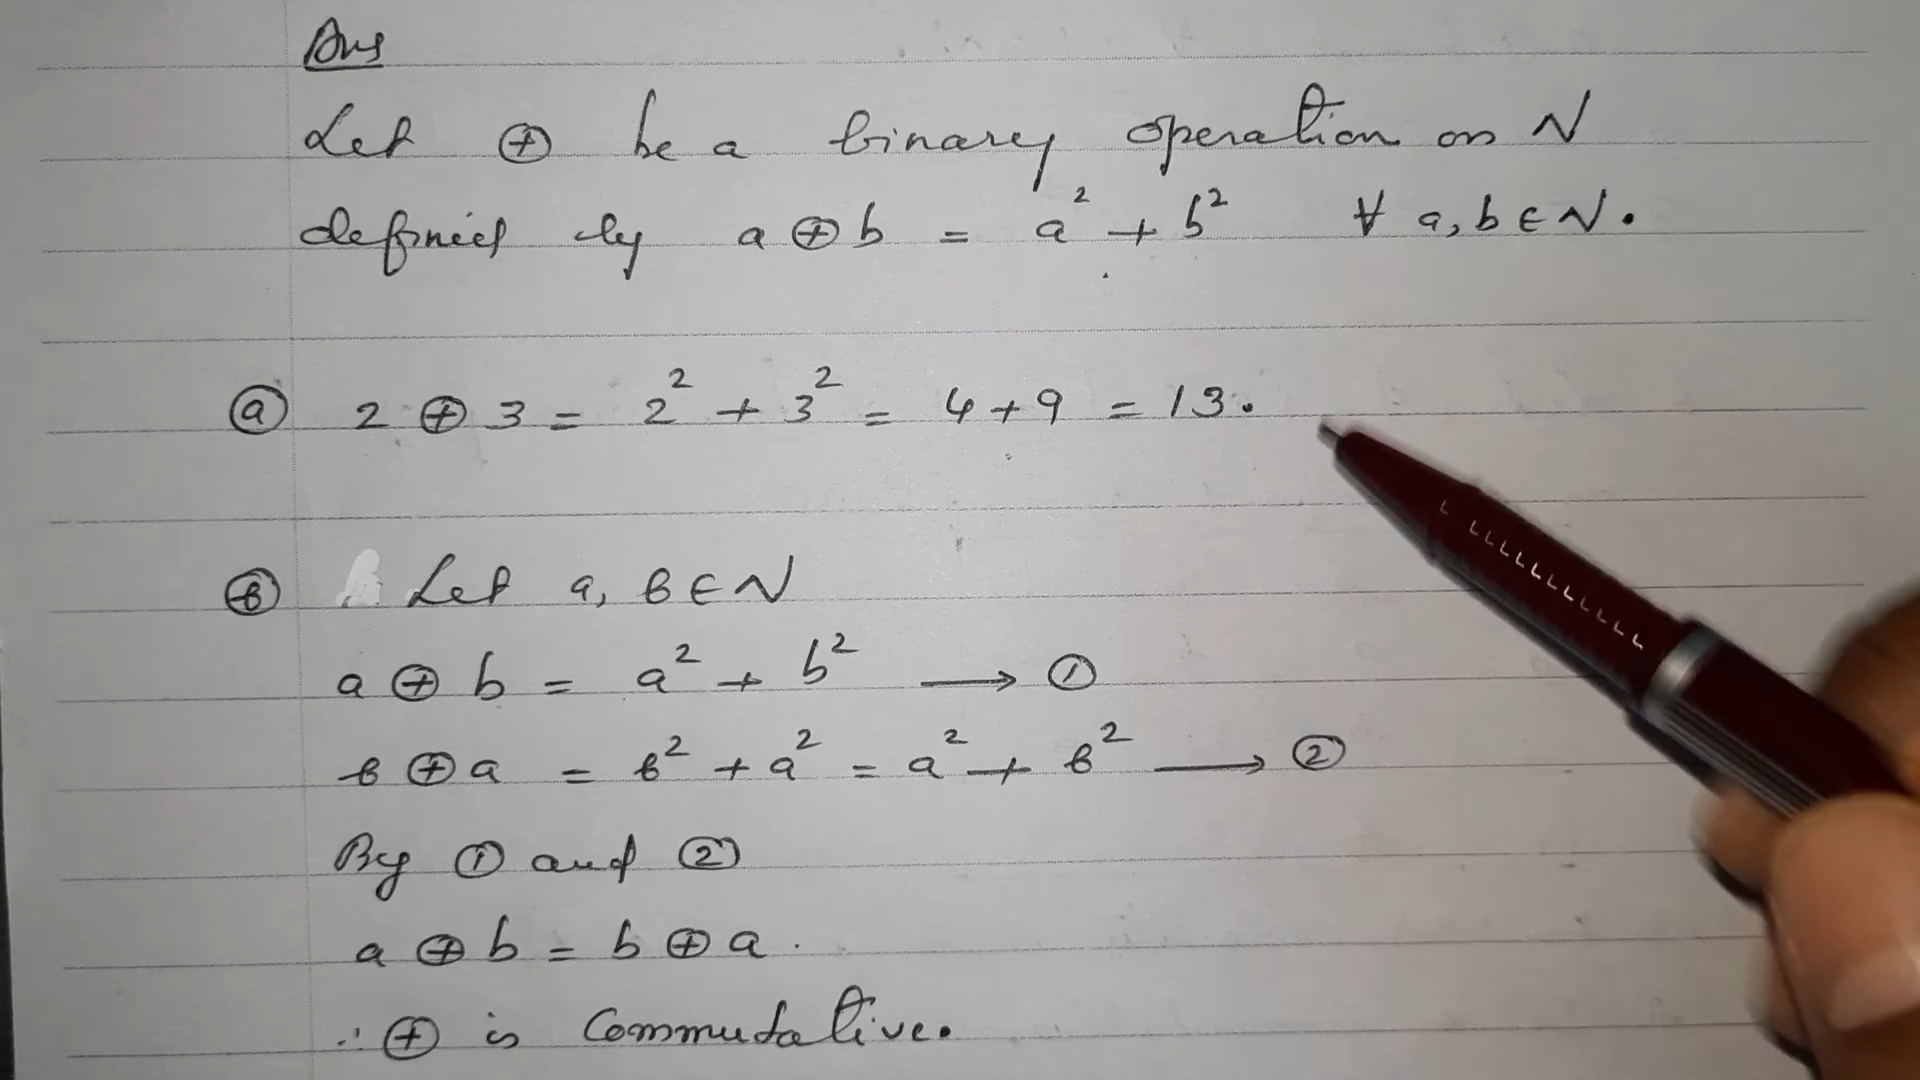 Ans
Let ⊕ be a binary operation on N
defined by a ⊕ b = a² + b² ∀ a, b ∈ N.
ⓐ 2 ⊕ 3 = 2² + 3² = 4 + 9 = 13.
ⓑ Let a, b ∈ N
a ⊕ b = a² + b² ⟶ ①
b ⊕ a = b² + a² = a² + b² ⟶ ②
By ① and ②
a ⊕ b = b ⊕ a.
∴ ⊕ is Commutative.